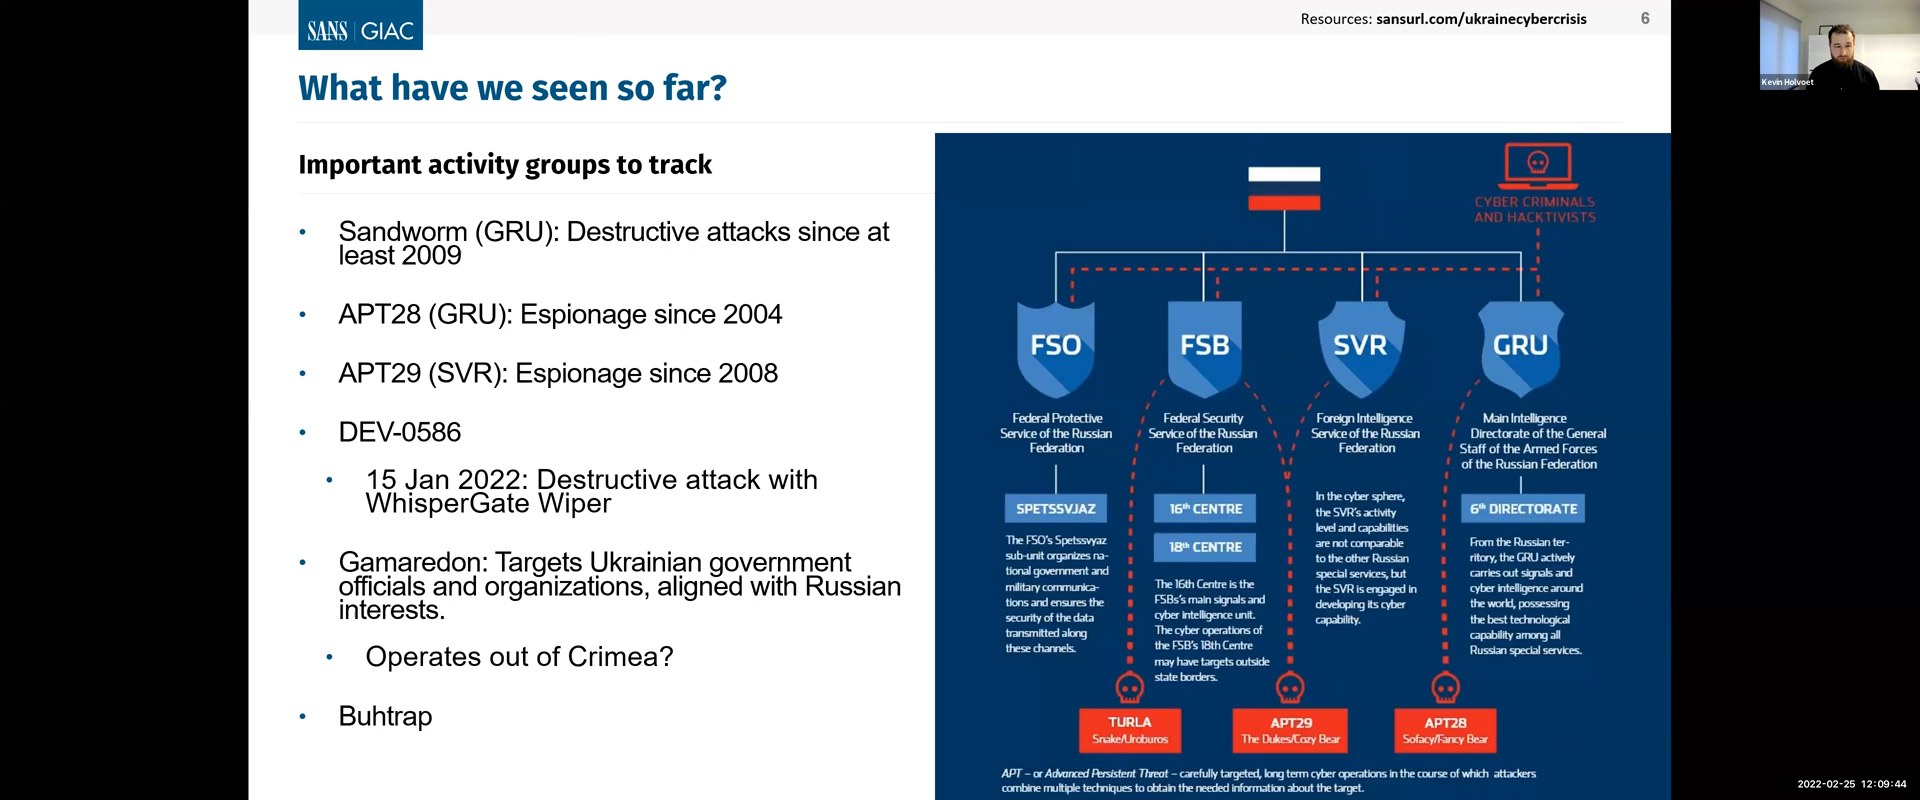 SANS | GIAC
Resources: sansurl.com/ukrainecybercrisis
6
Kevin Holvoet
What have we seen so far?
Important activity groups to track
• Sandworm (GRU): Destructive attacks since at
least 2009
• APT28 (GRU): Espionage since 2004
• APT29 (SVR): Espionage since 2008
• DEV-0586
• 15 Jan 2022: Destructive attack with
WhisperGate Wiper
• Gamaredon: Targets Ukrainian government
officials and organizations, aligned with Russian
interests.
• Operates out of Crimea?
• Buhtrap
CYBER CRIMINALS
AND HACKTIVISTS
FSO
Federal Protective
Service of the Russian
Federation
SPETSSVJAZ
The FSO's Spetssvyaz
sub-unit organizes na-
tional government and
military communica-
tions and ensures the
security of the data
transmitted along
these channels.
FSB
Federal Security
Service of the Russian
Federation
16th CENTRE
18th CENTRE
The 16th Centre is the
FSBs's main signals and
cyber intelligence unit.
The cyber operations of
the FSB's 18th Centre
may have targets outside
state borders.
SVR
Foreign Intelligence
Service of the Russian
Federation
In the cyber sphere,
the SVR's activity
level and capabilities
are not comparable
to the other Russian
special services, but
the SVR is engaged in
developing its cyber
capability.
GRU
Main Intelligence
Directorate of the General
Staff of the Armed Forces
of the Russian Federation
6th DIRECTORATE
From the Russian ter-
ritory, the GRU actively
carries out signals and
cyber intelligence around
the world, possessing
the best technological
capability among all
Russian special services.
TURLA
Snake/Uroburos
APT29
The Dukes/Cozy Bear
APT28
Sofacy/Fancy Bear
APT – or Advanced Persistent Threat – carefully targeted, long term cyber operations in the course of which attackers
combine multiple techniques to obtain the needed information about the target.
2022-02-25 12:09:44